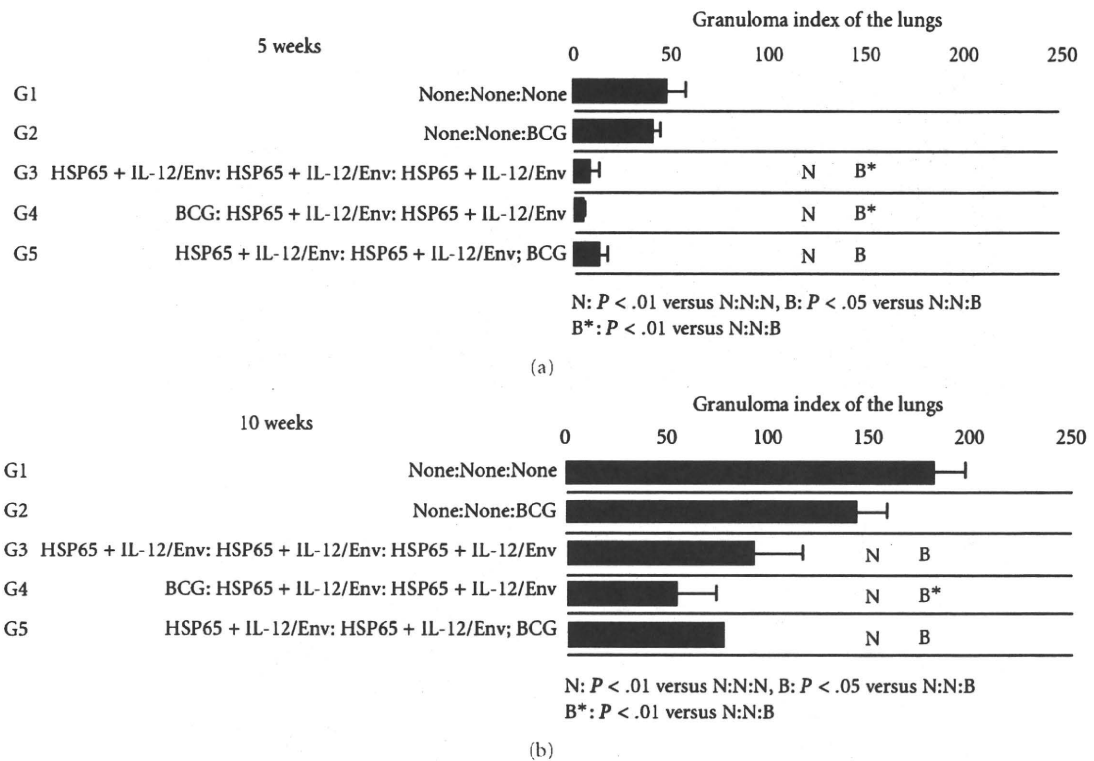 Granuloma index of the lungs
5 weeks
0 50 100 150 200 250
G1 None:None:None
G2 None:None:BCG
G3 HSP65 + IL-12/Env: HSP65 + IL-12/Env: HSP65 + IL-12/Env N B*
G4 BCG: HSP65 + IL-12/Env: HSP65 + IL-12/Env N B*
G5 HSP65 + IL-12/Env: HSP65 + IL-12/Env; BCG N B
N: P < .01 versus N:N:N, B: P < .05 versus N:N:B
B*: P < .01 versus N:N:B
(a)
Granuloma index of the lungs
10 weeks
0 50 100 150 200 250
G1 None:None:None
G2 None:None:BCG
G3 HSP65 + IL-12/Env: HSP65 + IL-12/Env: HSP65 + IL-12/Env N B
G4 BCG: HSP65 + IL-12/Env: HSP65 + IL-12/Env N B*
G5 HSP65 + IL-12/Env: HSP65 + IL-12/Env; BCG N B
N: P < .01 versus N:N:N, B: P < .05 versus N:N:B
B*: P < .01 versus N:N:B
(b)